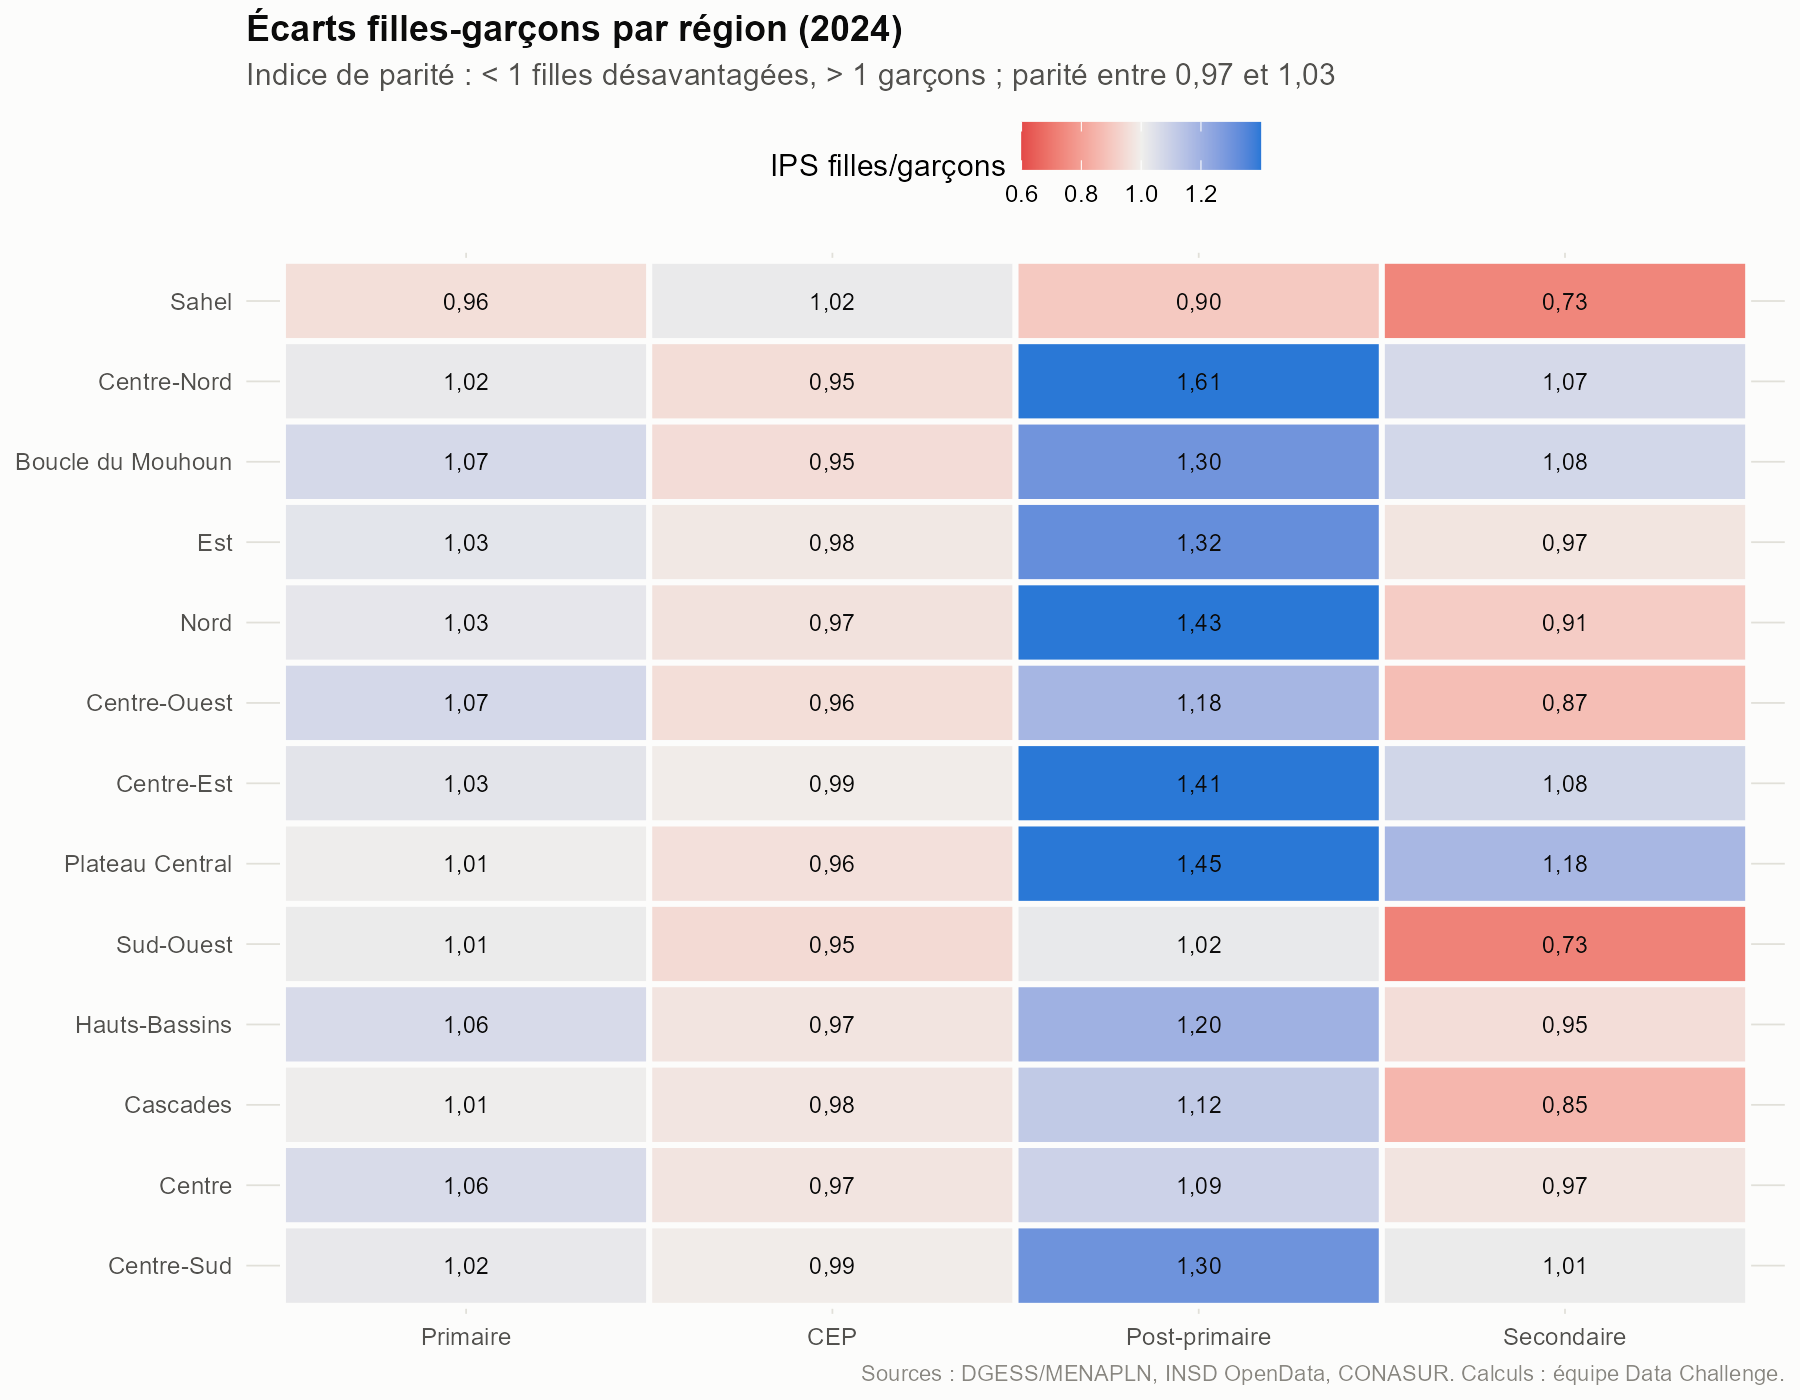 Écarts filles-garçons par région (2024)
Indice de parité : < 1 filles désavantagées, > 1 garçons ; parité entre 0,97 et 1,03
IPS filles/garçons
0.6 0.8 1.0 1.2
Sahel 0,96 1,02 0,90 0,73
Centre-Nord 1,02 0,95 1,61 1,07
Boucle du Mouhoun 1,07 0,95 1,30 1,08
Est 1,03 0,98 1,32 0,97
Nord 1,03 0,97 1,43 0,91
Centre-Ouest 1,07 0,96 1,18 0,87
Centre-Est 1,03 0,99 1,41 1,08
Plateau Central 1,01 0,96 1,45 1,18
Sud-Ouest 1,01 0,95 1,02 0,73
Hauts-Bassins 1,06 0,97 1,20 0,95
Cascades 1,01 0,98 1,12 0,85
Centre 1,06 0,97 1,09 0,97
Centre-Sud 1,02 0,99 1,30 1,01
Primaire CEP Post-primaire Secondaire
Sources : DGESS/MENAPLN, INSD OpenData, CONASUR. Calculs : équipe Data Challenge.